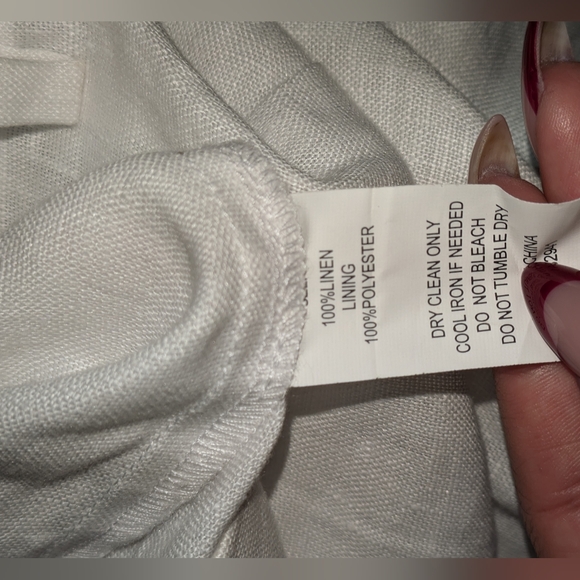 100%LINEN
LINING
100%POLYESTER
DRY CLEAN ONLY
COOL IRON IF NEEDED
DO NOT BLEACH
DO NOT TUMBLE DRY
CHINA